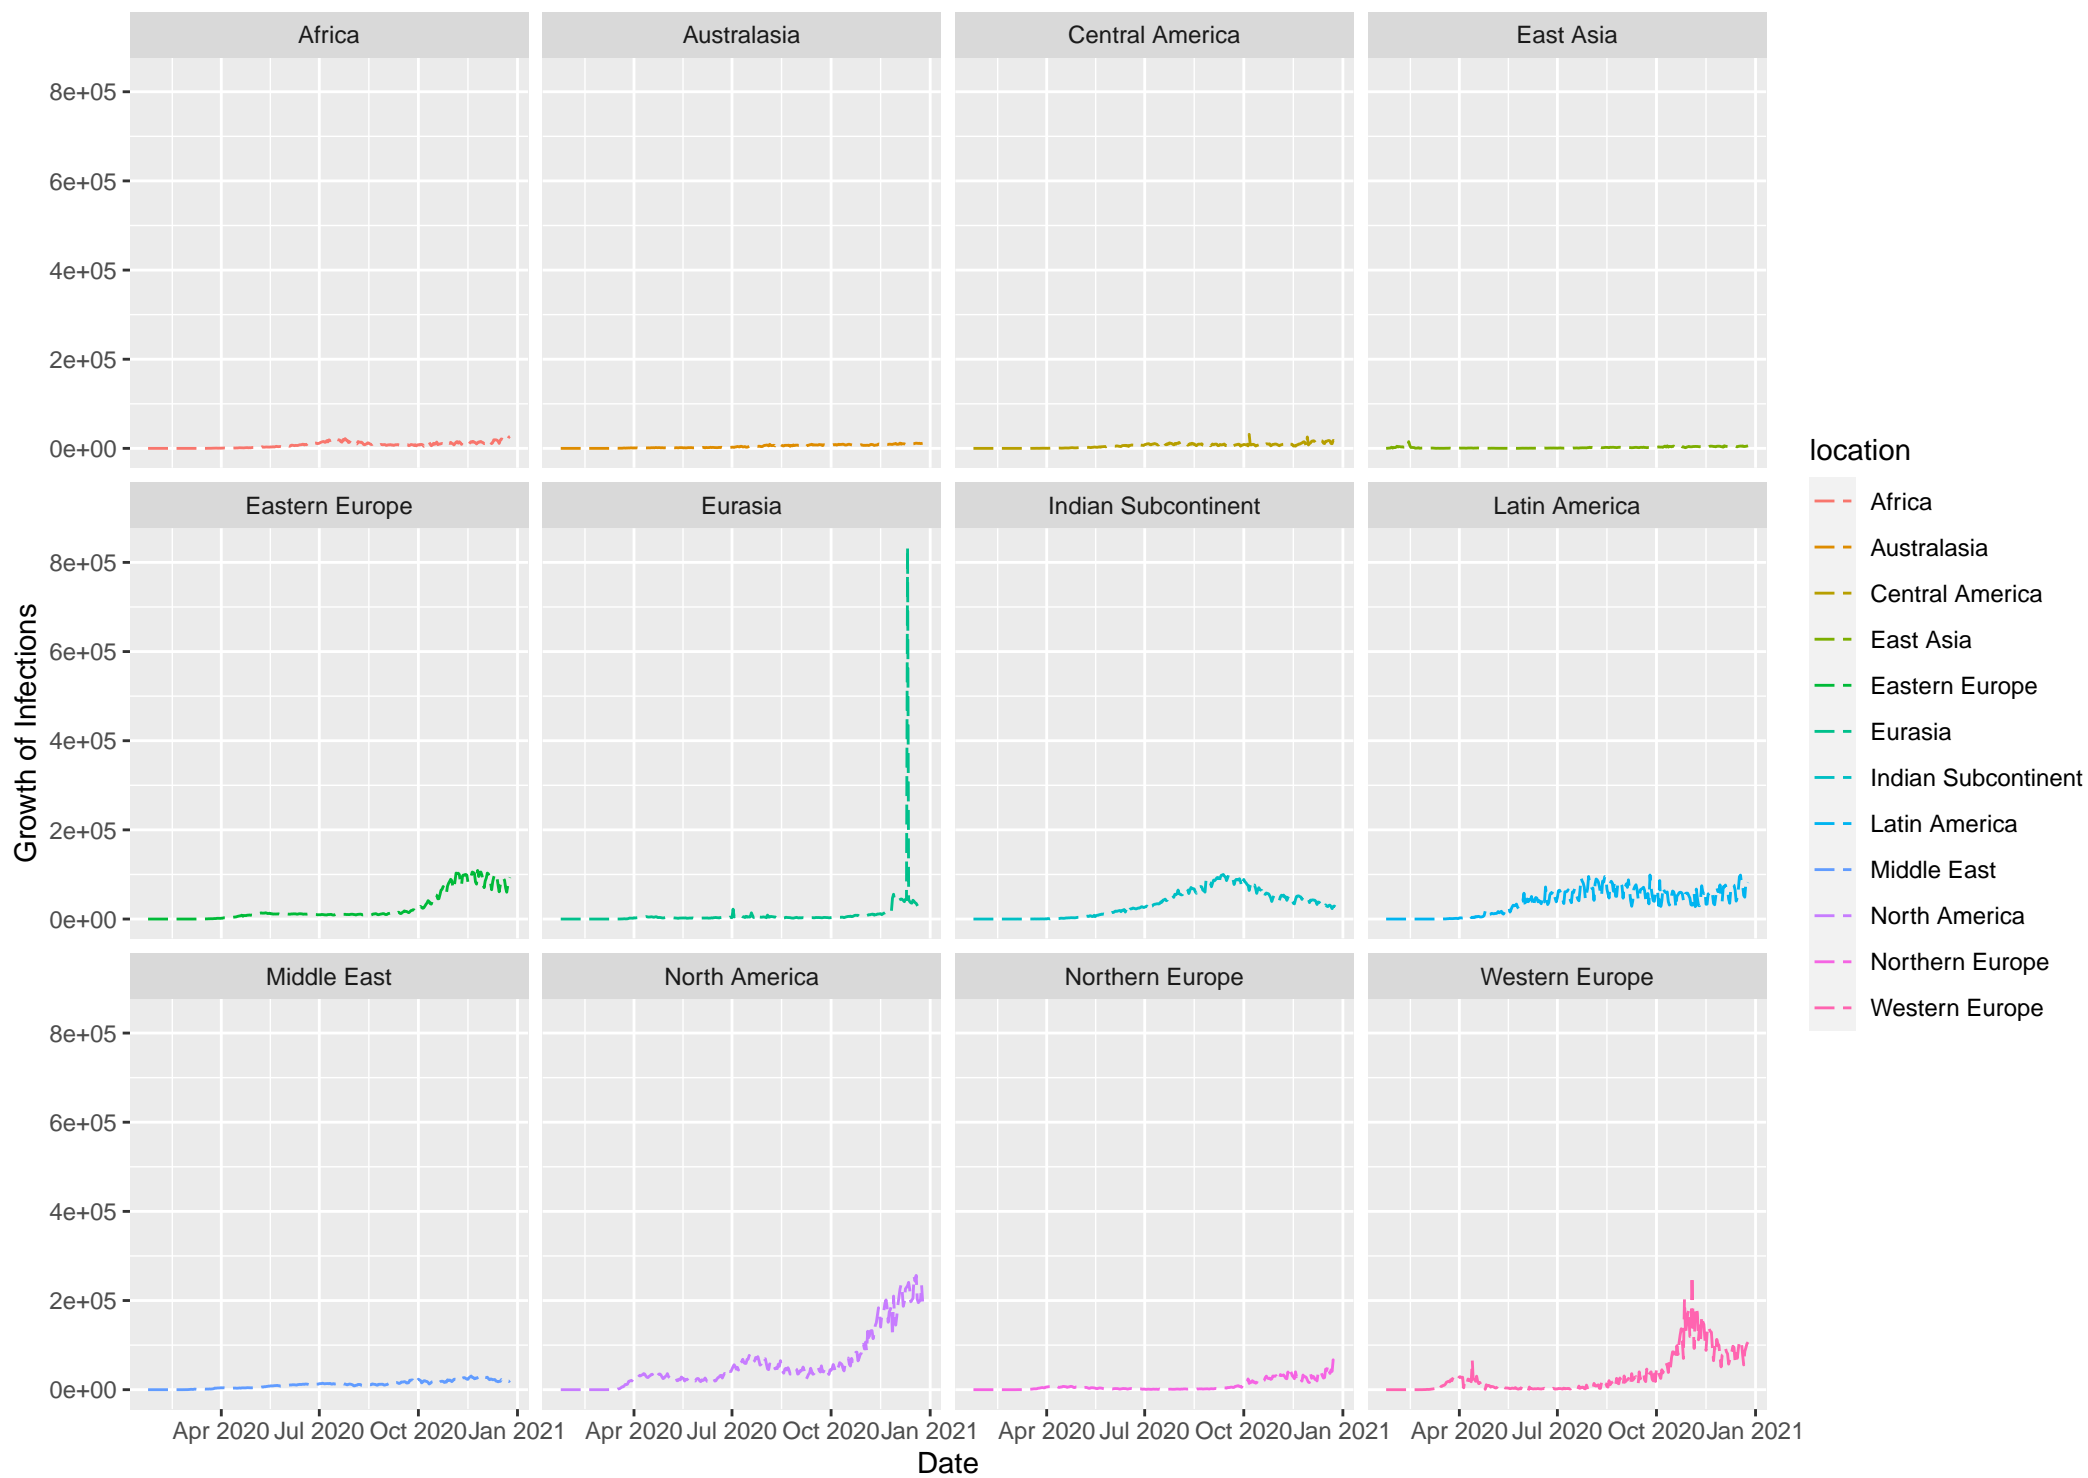 Africa
Australasia
Central America
East Asia
8e+05
6e+05
4e+05
2e+05
0e+00
Eastern Europe
Eurasia
Indian Subcontinent
Latin America
8e+05
6e+05
4e+05
2e+05
0e+00
Middle East
North America
Northern Europe
Western Europe
8e+05
6e+05
4e+05
2e+05
0e+00
Apr 2020 Jul 2020 Oct 2020 Jan 2021
Apr 2020 Jul 2020 Oct 2020 Jan 2021
Apr 2020 Jul 2020 Oct 2020 Jan 2021
Apr 2020 Jul 2020 Oct 2020 Jan 2021
Date
Growth of Infections
location
Africa
Australasia
Central America
East Asia
Eastern Europe
Eurasia
Indian Subcontinent
Latin America
Middle East
North America
Northern Europe
Western Europe